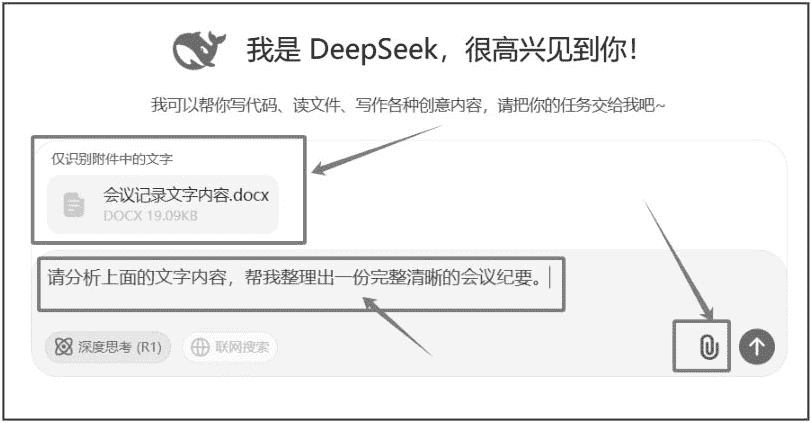 我是 DeepSeek，很高兴见到你！
我可以帮你写代码、读文件、写作各种创意内容，请把你的任务交给我吧~
仅识别附件中的文字
会议记录文字内容.docx
DOCX 19.09KB
请分析上面的文字内容，帮我整理出一份完整清晰的会议纪要。
深度思考 (R1) 联网搜索